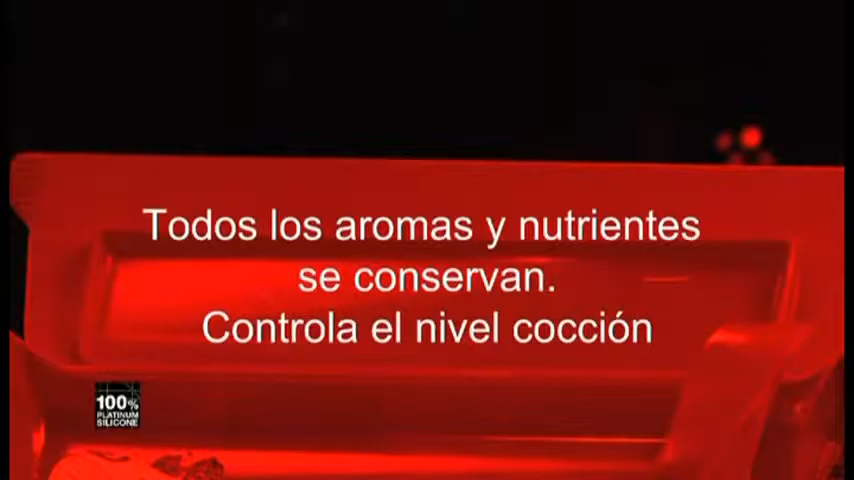 Todos los aromas y nutrientes
se conservan.
Controla el nivel cocción
100%
PLATINUM
SILICONE